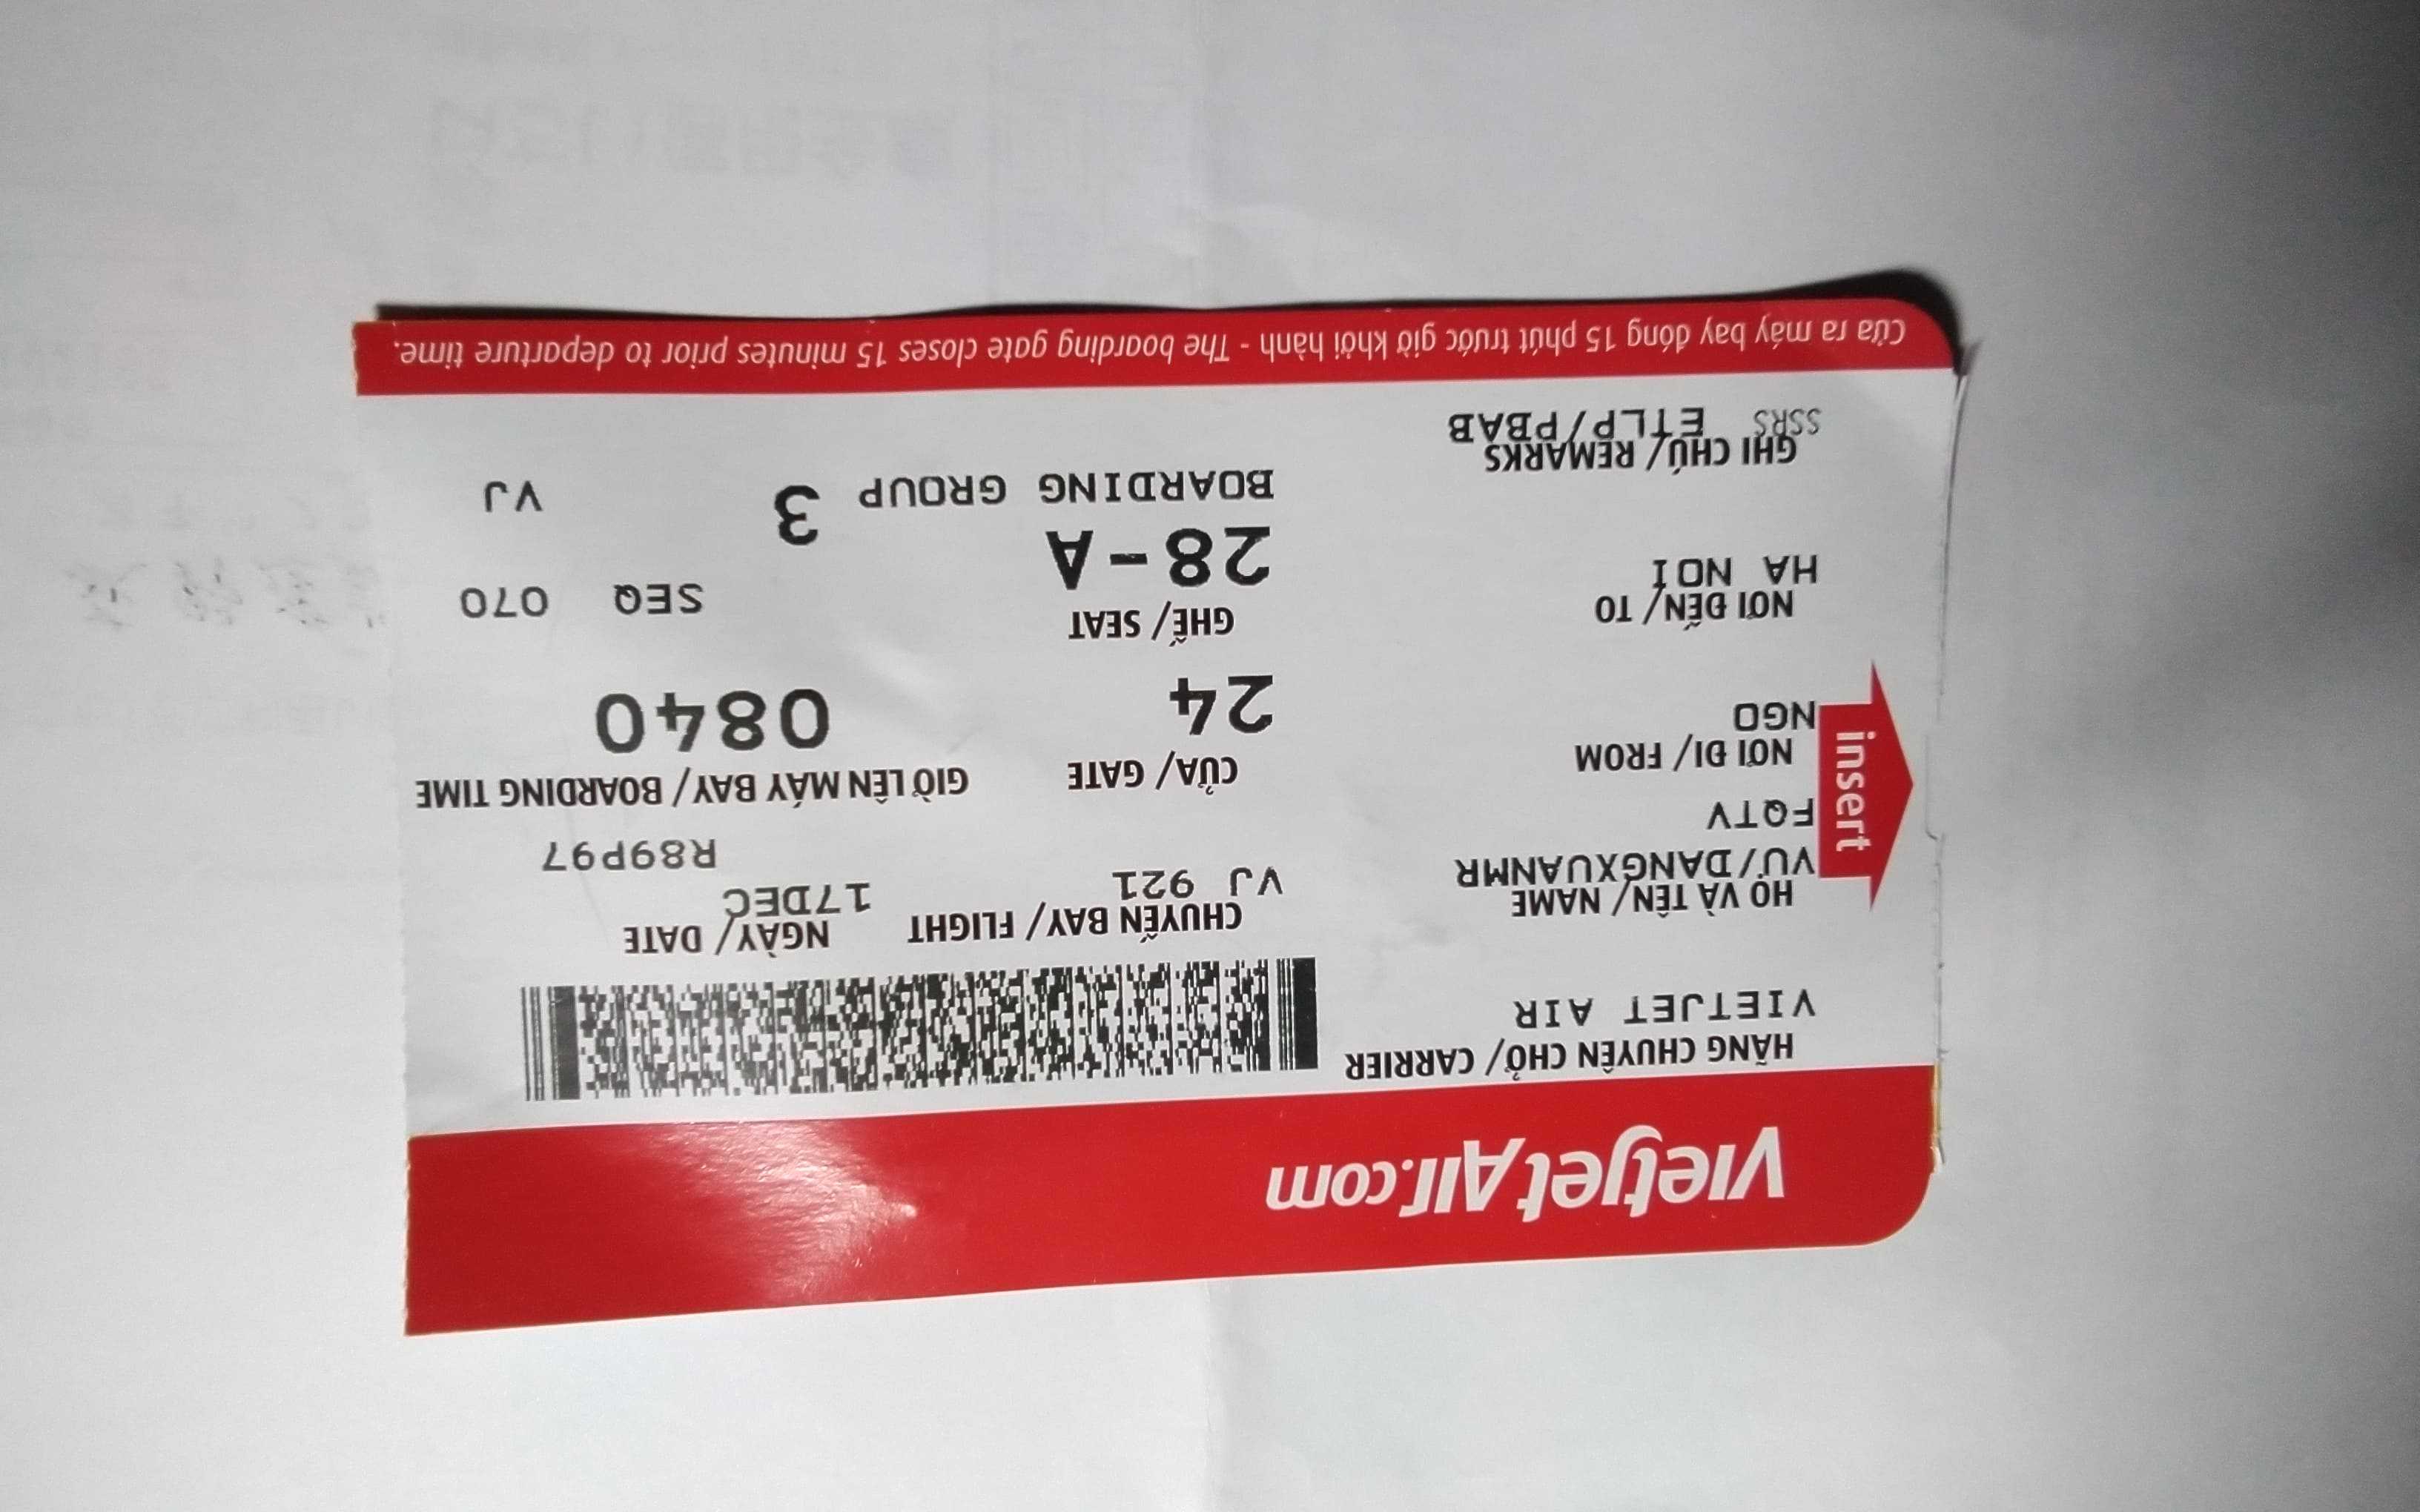 VietjetAir.com
HÃNG CHUYÊN CHỞ/ CARRIER
VIETJET AIR
HỌ VÀ TÊN/ NAME
VU/DANGXUANMR
FQTV
CHUYẾN BAY/ FLIGHT
VJ 921
NGÀY/ DATE
17DEC
R89P97
insert
NƠI ĐI/ FROM
NGO
CỬA/ GATE
24
GIỜ LÊN MÁY BAY/ BOARDING TIME
0840
NƠI ĐẾN/ TO
HA NOI
GHẾ/ SEAT
28-A
SEQ 070
BOARDING GROUP 3
VJ
GHI CHÚ/ REMARKS
SSRS ETLP/PBAB
Cửa ra máy bay đóng 15 phút trước giờ khởi hành - The boarding gate closes 15 minutes prior to departure time.